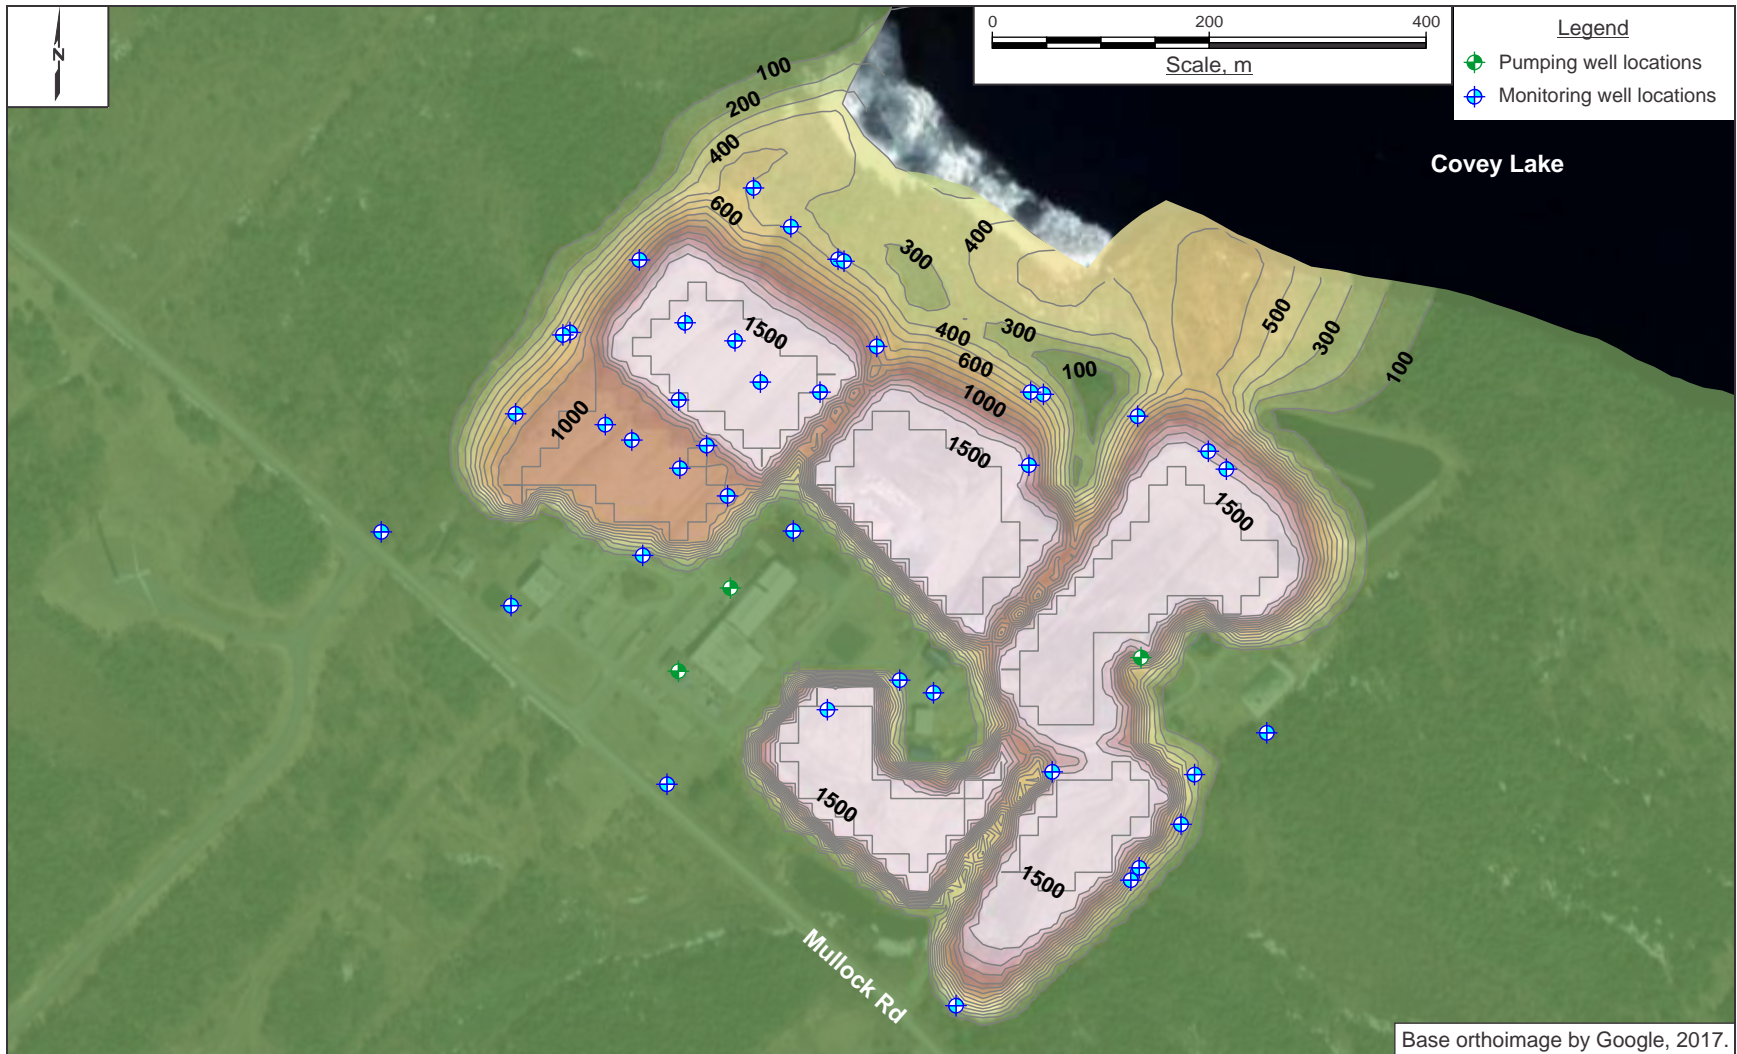 N
0 200 400
Scale, m
Legend
Pumping well locations
Monitoring well locations
Covey Lake
100
200
400
600
300
400
500
300
100
400
300
600
100
1000
1500
1500
1000
1500
1500
1500
1500
Mullock Rd
Base orthoimage by Google, 2017.